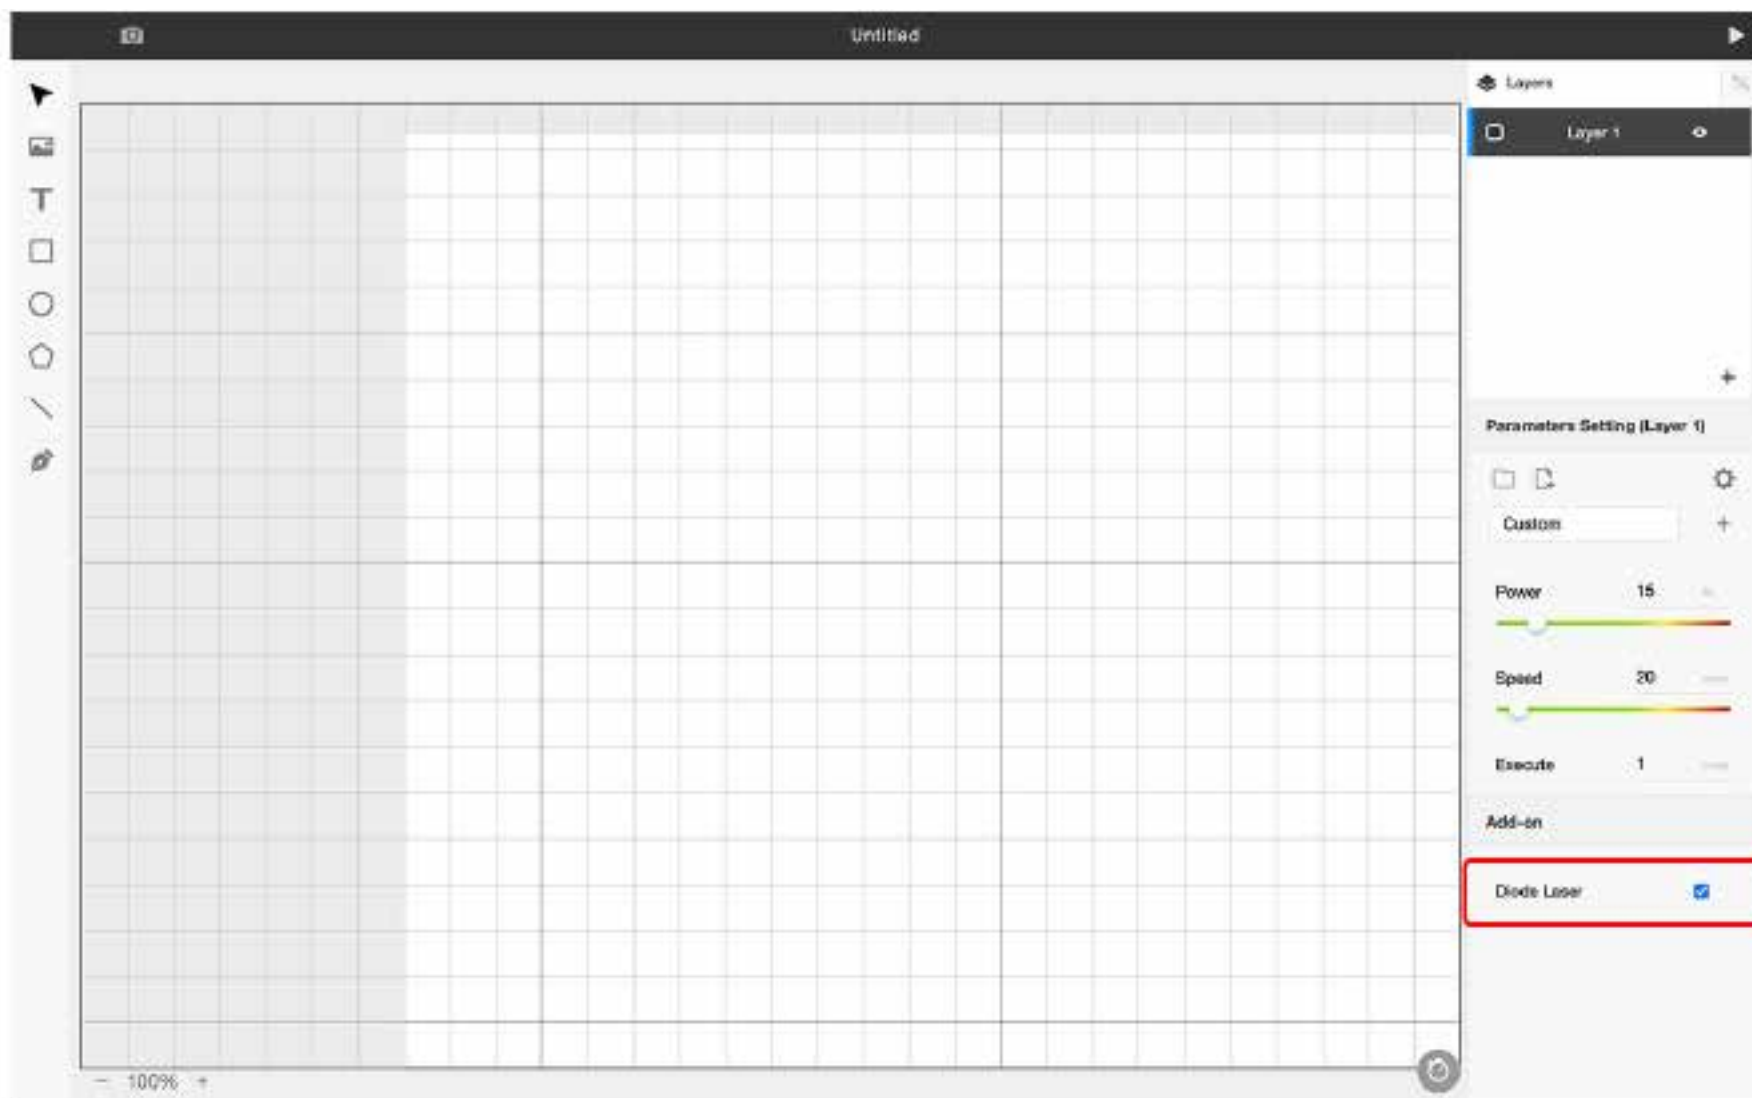 Untitled
Layers
Layer 1
Parameters Setting (Layer 1)
Custom
Power 15
Speed 20
Execute 1
Add-on
Diode Laser
100%